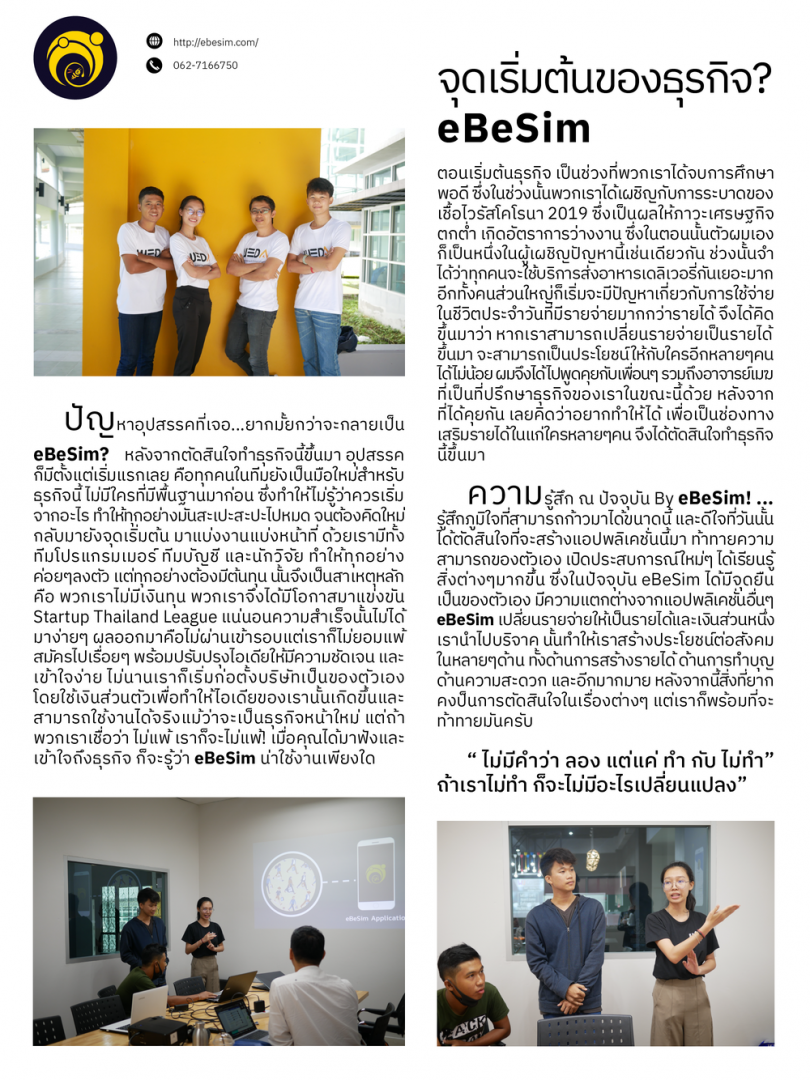 http://ebesim.com/
062-7166750
จุดเริ่มต้นของธุรกิจ?
eBeSim
ตอนเริ่มต้นธุรกิจ เป็นช่วงที่พวกเราได้จบการศึกษา
พอดี ซึ่งในช่วงนั้นพวกเราได้เผชิญกับการระบาดของ
เชื้อไวรัสโคโรนา 2019 ซึ่งเป็นผลให้ภาวะเศรษฐกิจ
ตกต่ำ เกิดอัตราการว่างงาน ซึ่งในตอนนั้นตัวผมเอง
ก็เป็นหนึ่งในผู้เผชิญปัญหานี้เช่นเดียวกัน ช่วงนั้นจำ
ได้ว่าทุกคนจะใช้บริการส่งอาหารเดลิเวอรี่กันเยอะมาก
อีกทั้งคนส่วนใหญ่ก็เริ่มจะมีปัญหาเกี่ยวกับการใช้จ่าย
ในชีวิตประจำวันที่มีรายจ่ายมากกว่ารายได้ จึงได้คิด
ขึ้นมาว่า หากเราสามารถเปลี่ยนรายจ่ายเป็นรายได้
ขึ้นมา จะสามารถเป็นประโยชน์ให้กับใครอีกหลายๆคน
ได้ไม่น้อย ผมจึงได้ไปพูดคุยกับเพื่อนๆ รวมถึงอาจารย์เมฆ
ที่เป็นที่ปรึกษาธุรกิจของเราในขณะนี้ด้วย หลังจาก
ที่ได้คุยกัน เลยคิดว่าอยากทำให้ได้ เพื่อเป็นช่องทาง
เสริมรายได้ในแก่ใครหลายๆคน จึงได้ตัดสินใจทำธุรกิจ
นี้ขึ้นมา
ปัญหาอุปสรรคที่เจอ...ยากมั้ยกว่าจะกลายเป็น
eBeSim? หลังจากตัดสินใจทำธุรกิจนี้ขึ้นมา อุปสรรค
ก็มีตั้งแต่เริ่มแรกเลย คือทุกคนในทีมยังเป็นมือใหม่สำหรับ
ธุรกิจนี้ ไม่มีใครที่มีพื้นฐานมาก่อน ซึ่งทำให้ไม่รู้ว่าควรเริ่ม
จากอะไร ทำให้ทุกอย่างมันสะเปะสะปะไปหมด จนต้องคิดใหม่
กลับมายังจุดเริ่มต้น มาแบ่งงานแบ่งหน้าที่ ด้วยเรามีทั้ง
ทีมโปรแกรมเมอร์ ทีมบัญชี และนักวิจัย ทำให้ทุกอย่าง
ค่อยๆลงตัว แต่ทุกอย่างต้องมีต้นทุน นั้นจึงเป็นสาเหตุหลัก
คือ พวกเราไม่มีเงินทุน พวกเราจึงได้มีโอกาสมาแข่งขัน
Startup Thailand League แน่นอนความสำเร็จนั้นไม่ได้
มาง่ายๆ ผลออกมาคือไม่ผ่านเข้ารอบแต่เราก็ไม่ยอมแพ้
สมัครไปเรื่อยๆ พร้อมปรับปรุงไอเดียให้มีความชัดเจน และ
เข้าใจง่าย ไม่นานเราก็เริ่มก่อตั้งบริษัทเป็นของตัวเอง
โดยใช้เงินส่วนตัวเพื่อทำให้ไอเดียของเรานั้นเกิดขึ้นและ
สามารถใช้งานได้จริงแม้ว่าจะเป็นธุรกิจหน้าใหม่ แต่ถ้า
พวกเราเชื่อว่า ไม่แพ้ เราก็จะไม่แพ้! เมื่อคุณได้มาฟังและ
เข้าใจถึงธุรกิจ ก็จะรู้ว่า eBeSim น่าใช้งานเพียงใด
ความรู้สึก ณ ปัจจุบัน By eBeSim! ...
รู้สึกภูมิใจที่สามารถก้าวมาได้ขนาดนี้ และดีใจที่วันนั้น
ได้ตัดสินใจที่จะสร้างแอปพลิเคชั่นนี้มา ท้าทายความ
สามารถของตัวเอง เปิดประสบการณ์ใหม่ๆ ได้เรียนรู้
สิ่งต่างๆมากขึ้น ซึ่งในปัจจุบัน eBeSim ได้มีจุดยืน
เป็นของตัวเอง มีความแตกต่างจากแอปพลิเคชั่นอื่นๆ
eBeSim เปลี่ยนรายจ่ายให้เป็นรายได้และเงินส่วนหนึ่ง
เรานำไปบริจาค นั้นทำให้เราสร้างประโยชน์ต่อสังคม
ในหลายๆด้าน ทั้งด้านการสร้างรายได้ ด้านการทำบุญ
ด้านความสะดวก และอีกมากมาย หลังจากนี้สิ่งที่ยาก
คงป็นการตัดสินใจในเรื่องต่างๆ แต่เราก็พร้อมที่จะ
ท้าทายมันครับ
“ ไม่มีคำว่า ลอง แต่แค่ ทำ กับ ไม่ทำ”
ถ้าเราไม่ทำ ก็จะไม่มีอะไรเปลี่ยนแปลง”
eBeSim Applicatio